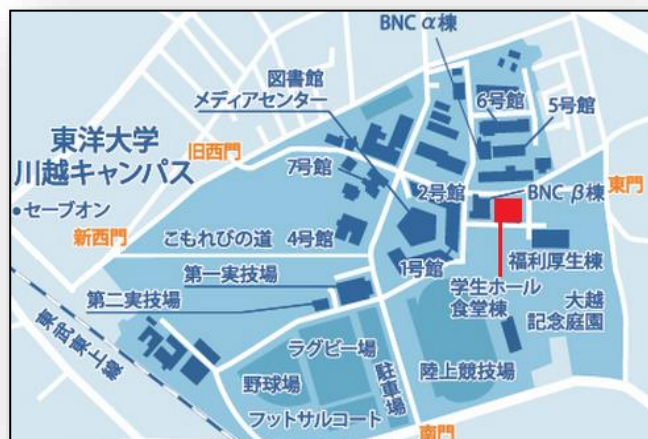 BNC α棟
図書館
メディアセンター
6号館
5号館
東洋大学
川越キャンパス
旧西門
7号館
2号館
BNC β棟
東門
•セーブオン
新西門
こもれびの道
4号館
1号館
福利厚生棟
第一実技場
学生ホール
食堂棟
大越
記念庭園
第二実技場
東武東上線
ラグビー場
野球場
駐車場
陸上競技場
フットサルコート
南門